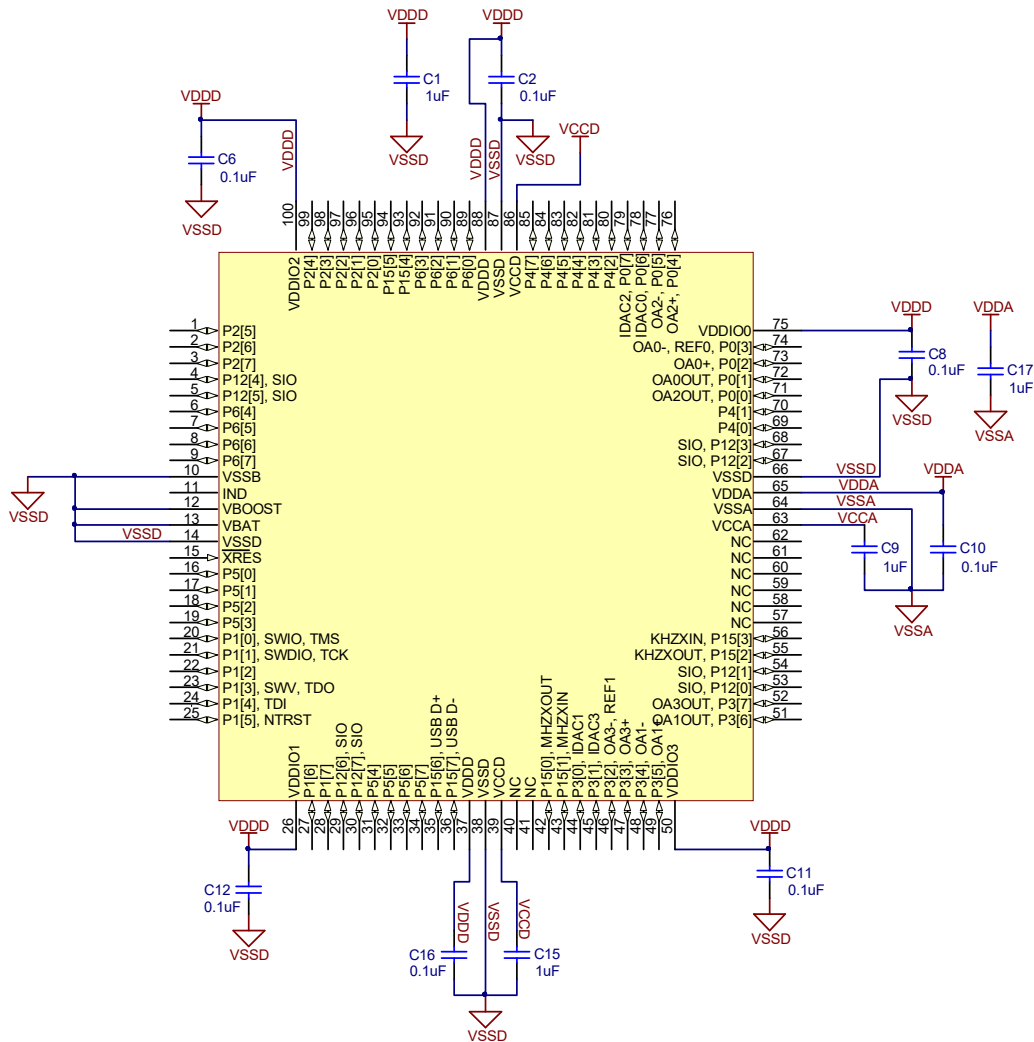 VDDD
VDDD
C1
1uF
VSSD
C2
0.1uF
VSSD
VDDD
C6
0.1uF
VSSD
VDDD
VDDD
VSSD
VCCD
100
99
98
97
96
95
94
93
92
91
90
89
88
87
86
85
84
83
82
81
80
79
78
77
76
VDDIO2
P2[4]
P2[3]
P2[2]
P2[1]
P2[0]
P15[5]
P15[4]
P6[3]
P6[2]
P6[1]
P6[0]
VDDD
VSSD
VCCD
P4[7]
P4[6]
P4[5]
P4[4]
P4[3]
P4[2]
IDAC2, P0[7]
IDAC0, P0[6]
OA2-, P0[5]
OA2+, P0[4]
1 P2[5]
2 P2[6]
3 P2[7]
4 P12[4], SIO
5 P12[5], SIO
6 P6[4]
7 P6[5]
8 P6[6]
9 P6[7]
10 VSSB
11 IND
12 VBOOST
13 VBAT
VSSD 14 VSSD
15 XRES
16 P5[0]
17 P5[1]
18 P5[2]
19 P5[3]
20 P1[0], SWIO, TMS
21 P1[1], SWDIO, TCK
22 P1[2]
23 P1[3], SWV, TDO
24 P1[4], TDI
25 P1[5], NTRST
VSSD
VDDIO0 75
OA0-, REF0, P0[3] 74
OA0+, P0[2] 73
OA0OUT, P0[1] 72
OA2OUT, P0[0] 71
P4[1] 70
P4[0] 69
SIO, P12[3] 68
SIO, P12[2] 67
VSSD 66 VSSD
VDDA 65 VDDA
VSSA 64 VSSA
VCCA 63 VCCA
NC 62
NC 61
NC 60
NC 59
NC 58
NC 57
KHZXIN, P15[3] 56
KHZXOUT, P15[2] 55
SIO, P12[1] 54
SIO, P12[0] 53
OA3OUT, P3[7] 52
OA1OUT, P3[6] 51
VDDD
C8
0.1uF
VSSD
VDDA
C17
1uF
VSSA
VDDA
C9
1uF
C10
0.1uF
VSSA
VDDIO1
P1[6]
P1[7]
P12[6], SIO
P12[7], SIO
P5[4]
P5[5]
P5[6]
P5[7]
P15[6], USB D+
P15[7], USB D-
VDDD
VSSD
VCCD
NC
NC
P15[0], MHZXOUT
P15[1], MHZXIN
P3[0], IDAC1
P3[1], IDAC3
P3[2], OA3-, REF1
P3[3], OA3+
P3[4], OA1-
P3[5], OA1+
VDDIO3
26
27
28
29
30
31
32
33
34
35
36
37
38
39
40
41
42
43
44
45
46
47
48
49
50
VDDD
C12
0.1uF
VSSD
VDDD
VSSD
VCCD
C16
0.1uF
C15
1uF
VSSD
VDDD
C11
0.1uF
VSSD